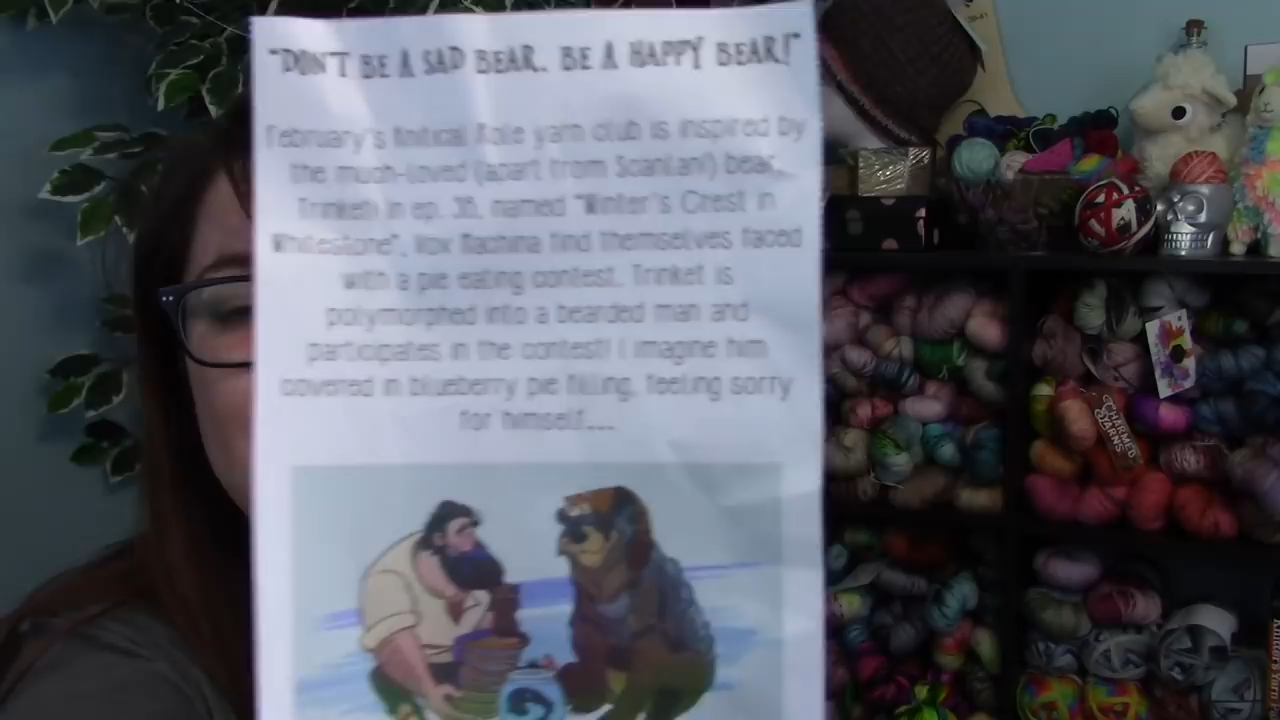 "DON'T BE A SAD BEAR. BE A HAPPY BEAR!"
February's Critical Role yarn club is inspired by
the much-loved (apart from Scanlan!) bear,
Trinket! In ep. 36, named "Winter's Crest in
Whitestone", Vox Machina find themselves faced
with a pie eating contest. Trinket is
polymorphed into a bearded man and
participates in the contest! I imagine him
covered in blueberry pie filling, feeling sorry
for himself...
CHARMED
YARNS